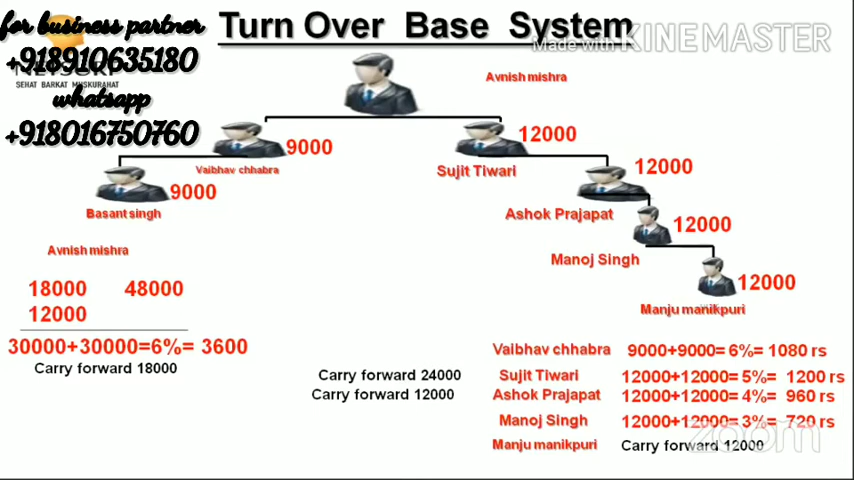 for business partner
+918910635180
whatsapp
+918016750760
SEHAT BARKAT MUSKURAHAT
Turn Over Base System
Made with KINEMASTER
Avnish mishra
9000
12000
Vaibhav chhabra
Sujit Tiwari
12000
9000
Basant singh
Ashok Prajapat
12000
Manoj Singh
12000
Manju manikpuri
Avnish mishra
18000 48000
12000
30000+30000=6%= 3600
Carry forward 18000
Carry forward 24000
Carry forward 12000
Vaibhav chhabra 9000+9000= 6%= 1080 rs
Sujit Tiwari 12000+12000= 5%= 1200 rs
Ashok Prajapat 12000+12000= 4%= 960 rs
Manoj Singh 12000+12000= 3%= 720 rs
Manju manikpuri Carry forward 12000
zoom